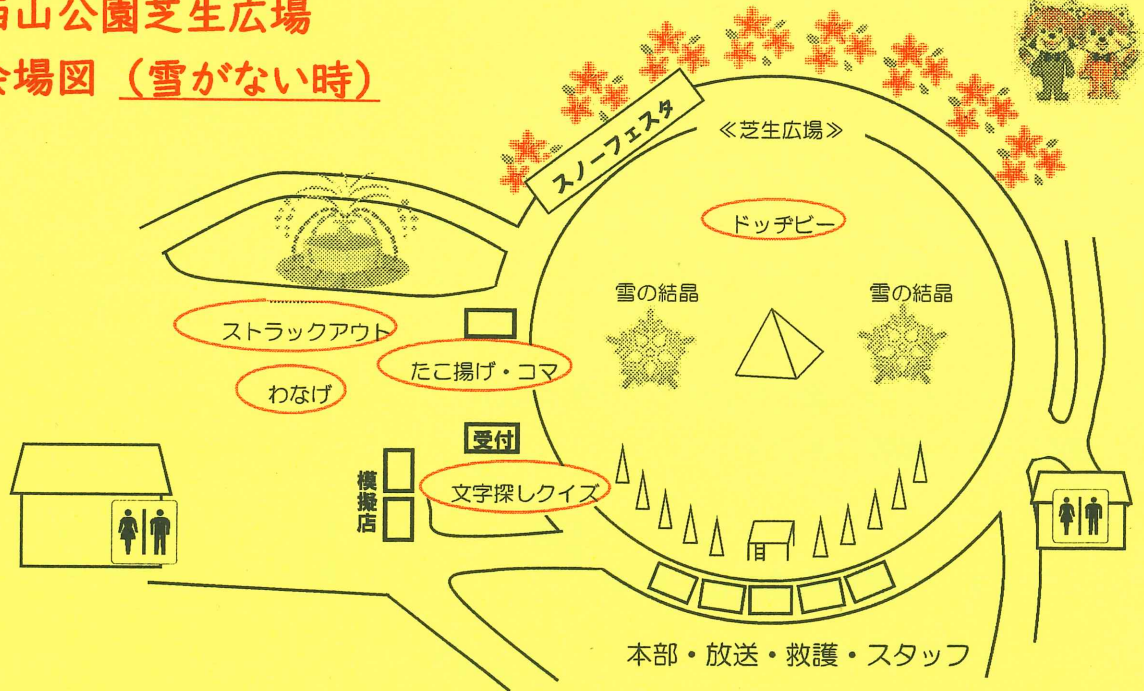 山公園芝生広場
会場図 (雪がない時)
スノーフェスタ
≪芝生広場≫
ドッヂビー
雪の結晶
雪の結晶
ストラックアウト
たこ揚げ・コマ
わなげ
受付
模擬店
文字探しクイズ
本部・放送・救護・スタッフ